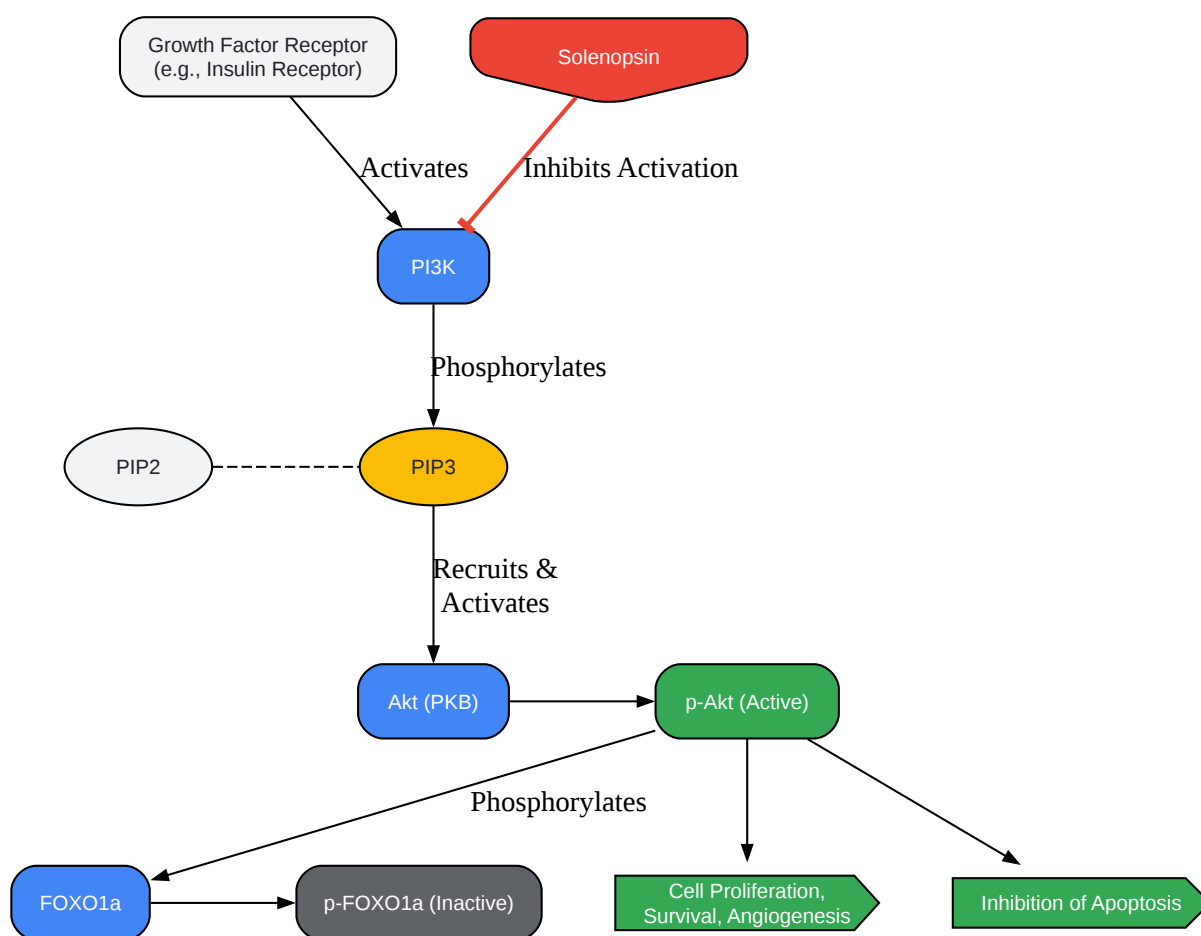 Growth Factor Receptor
(e.g., Insulin Receptor)
Solenopsin
Activates
Inhibits Activation
PI3K
Phosphorylates
PIP2
PIP3
Recruits &
Activates
Akt (PKB)
p-Akt (Active)
Phosphorylates
FOXO1a
p-FOXO1a (Inactive)
Cell Proliferation,
Survival, Angiogenesis
Inhibition of Apoptosis